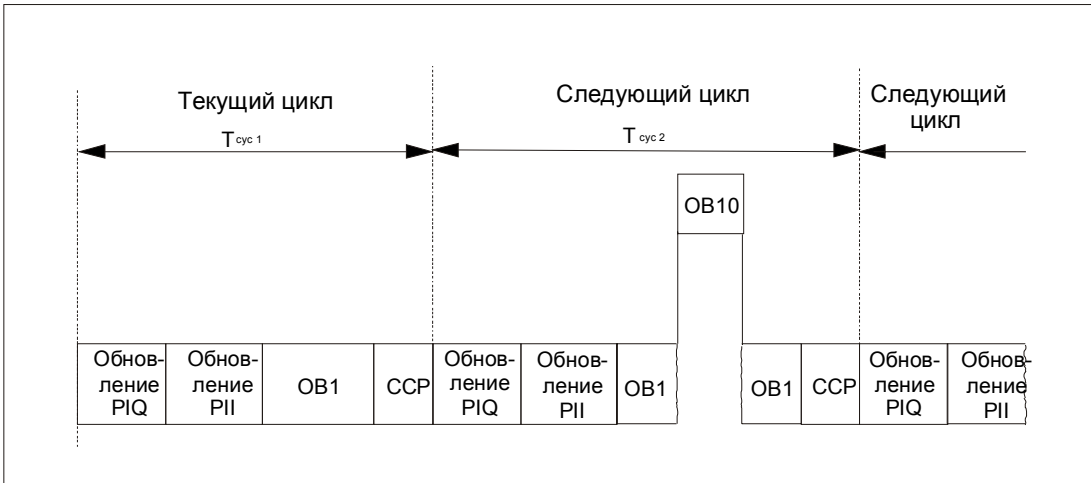 Текущий цикл
Следующий цикл
Следующий
цикл
T cyc 1
T cyc 2
OB10
Обнов-
ление
PIQ
Обнов-
ление
PII
OB1
CCP
Обнов-
ление
PIQ
Обнов-
ление
PII
OB1
OB1
CCP
Обнов-
ление
PIQ
Обнов-
ление
PII